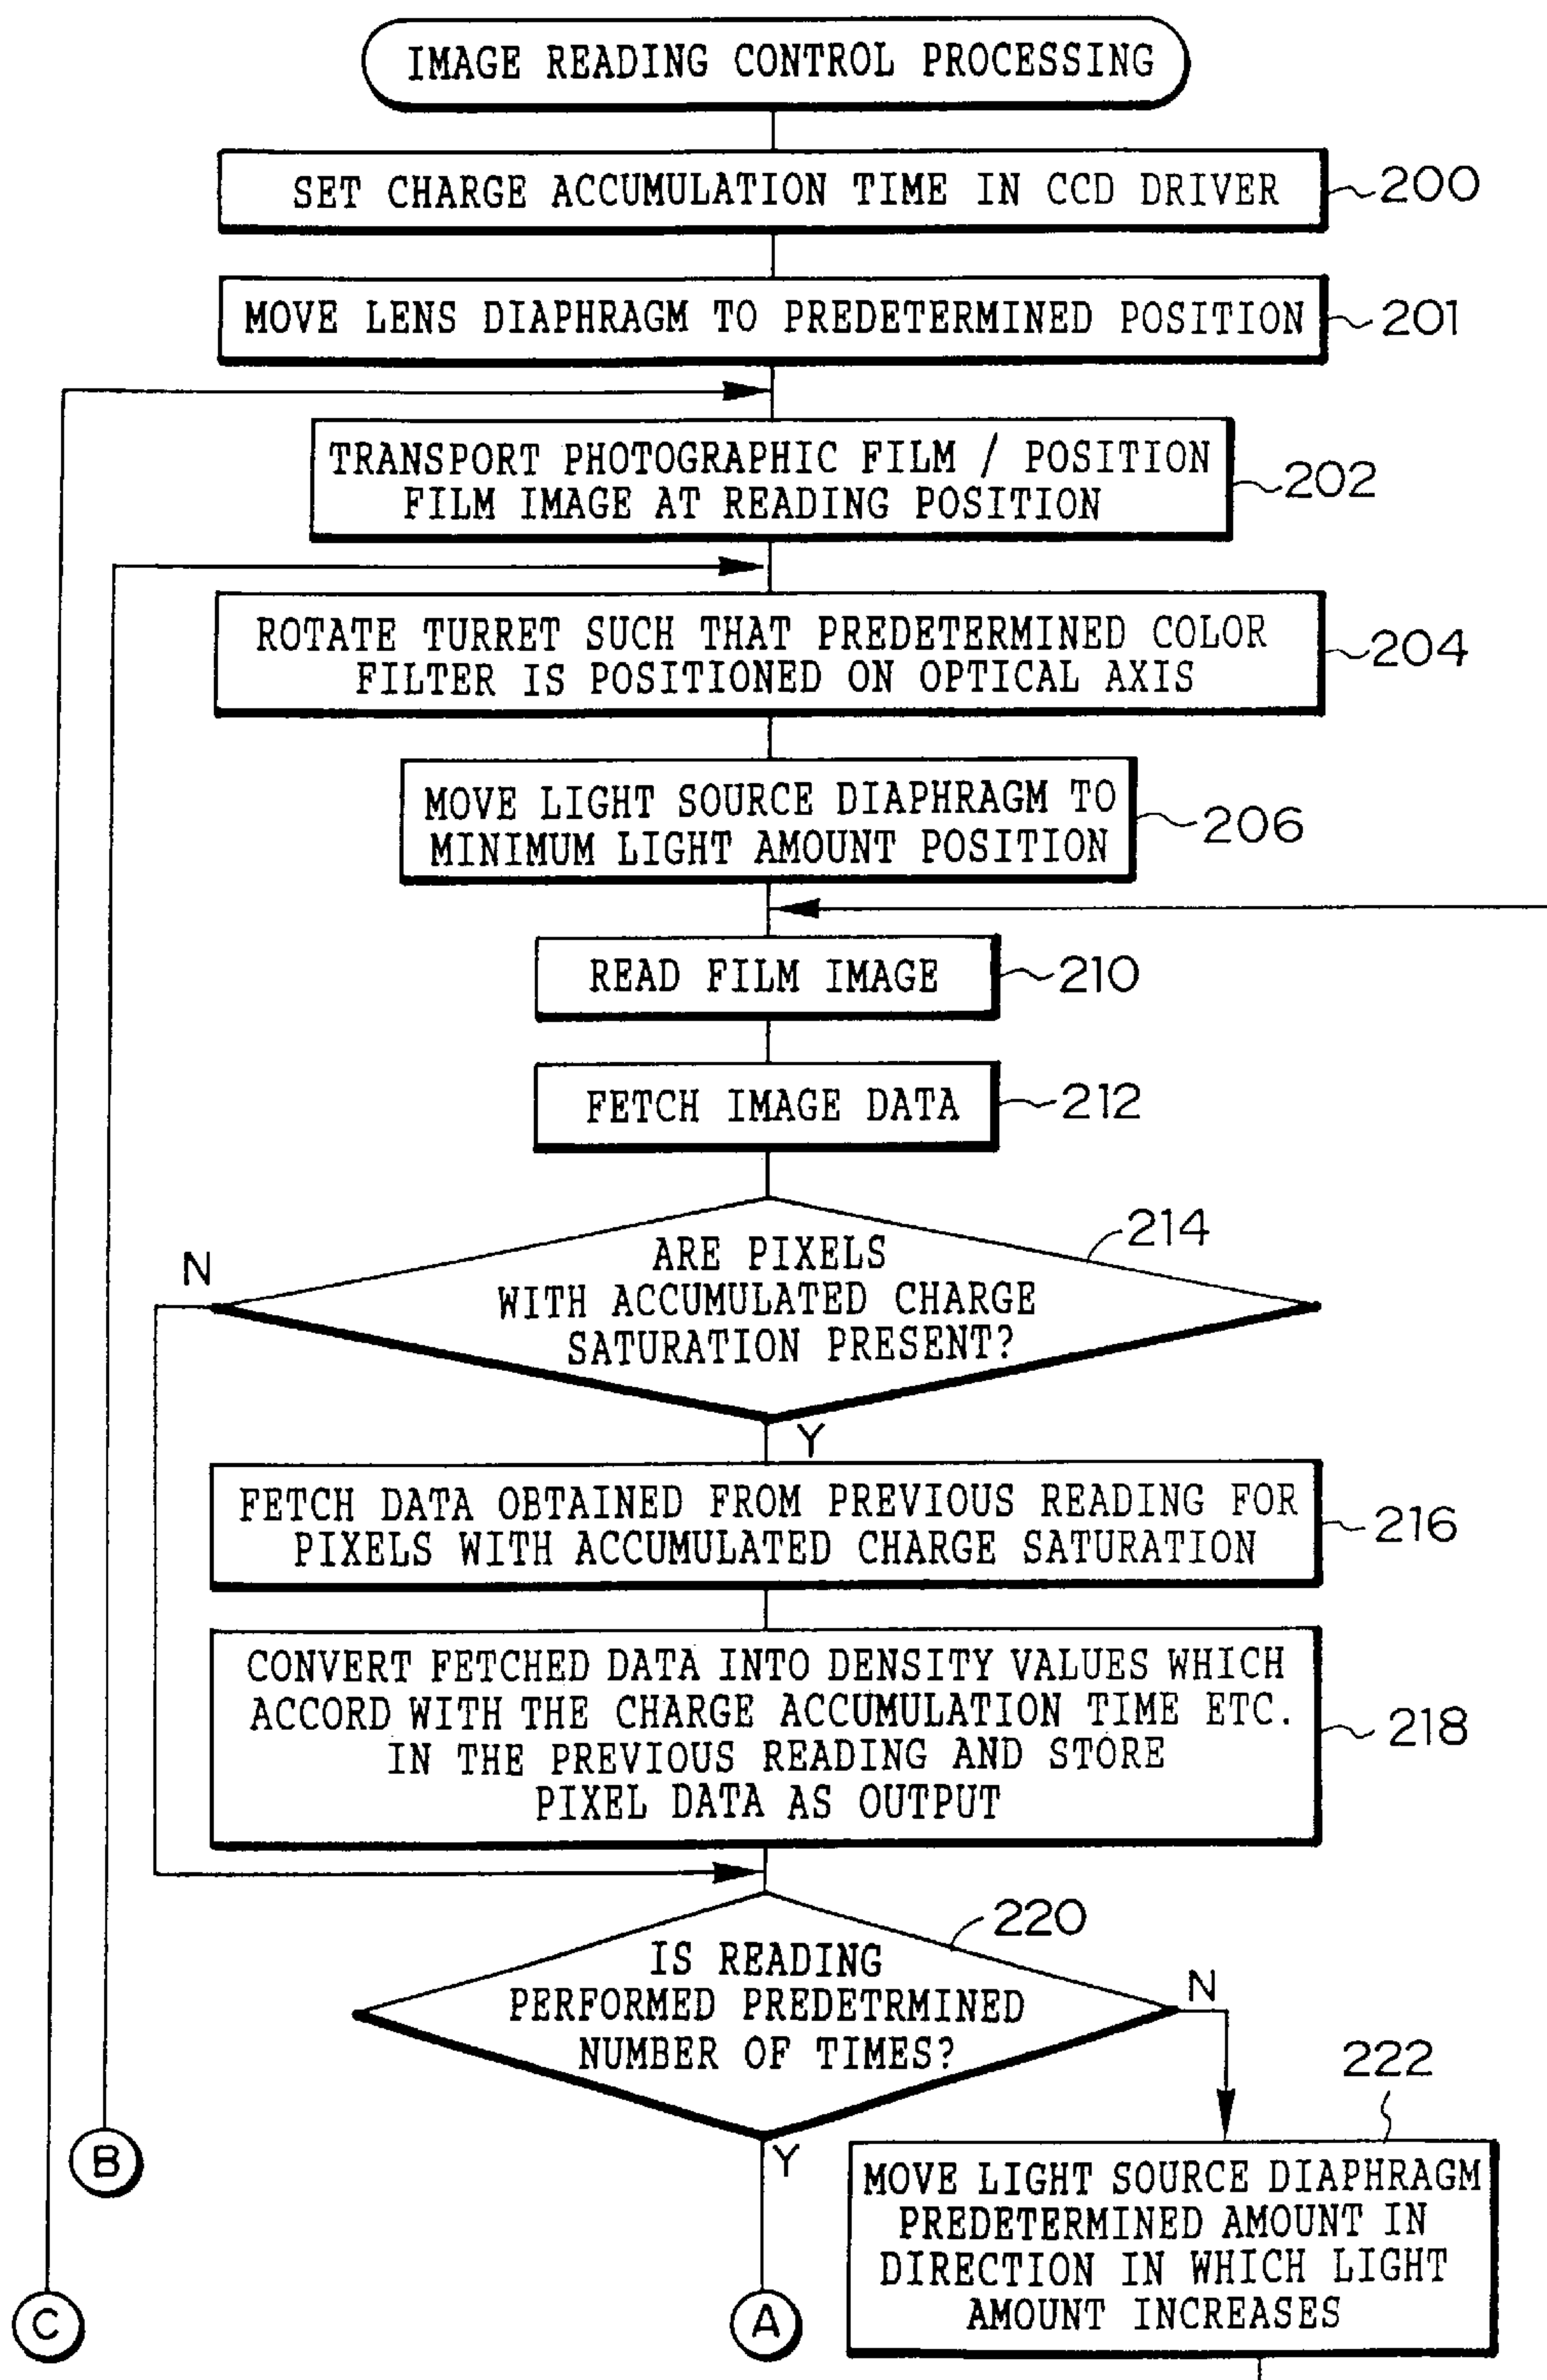 IMAGE READING CONTROL PROCESSING
SET CHARGE ACCUMULATION TIME IN CCD DRIVER
200
MOVE LENS DIAPHRAGM TO PREDETERMINED POSITION
201
TRANSPORT PHOTOGRAPHIC FILM / POSITION
FILM IMAGE AT READING POSITION
202
ROTATE TURRET SUCH THAT PREDETERMINED COLOR
FILTER IS POSITIONED ON OPTICAL AXIS
204
MOVE LIGHT SOURCE DIAPHRAGM TO
MINIMUM LIGHT AMOUNT POSITION
206
READ FILM IMAGE
210
FETCH IMAGE DATA
212
ARE PIXELS
WITH ACCUMULATED CHARGE
SATURATION PRESENT?
214
N
Y
FETCH DATA OBTAINED FROM PREVIOUS READING FOR
PIXELS WITH ACCUMULATED CHARGE SATURATION
216
CONVERT FETCHED DATA INTO DENSITY VALUES WHICH
ACCORD WITH THE CHARGE ACCUMULATION TIME ETC.
IN THE PREVIOUS READING AND STORE
PIXEL DATA AS OUTPUT
218
IS READING
PERFORMED PREDETRMINED
NUMBER OF TIMES?
220
N
Y
222
MOVE LIGHT SOURCE DIAPHRAGM
PREDETERMINED AMOUNT IN
DIRECTION IN WHICH LIGHT
AMOUNT INCREASES
B
C
A